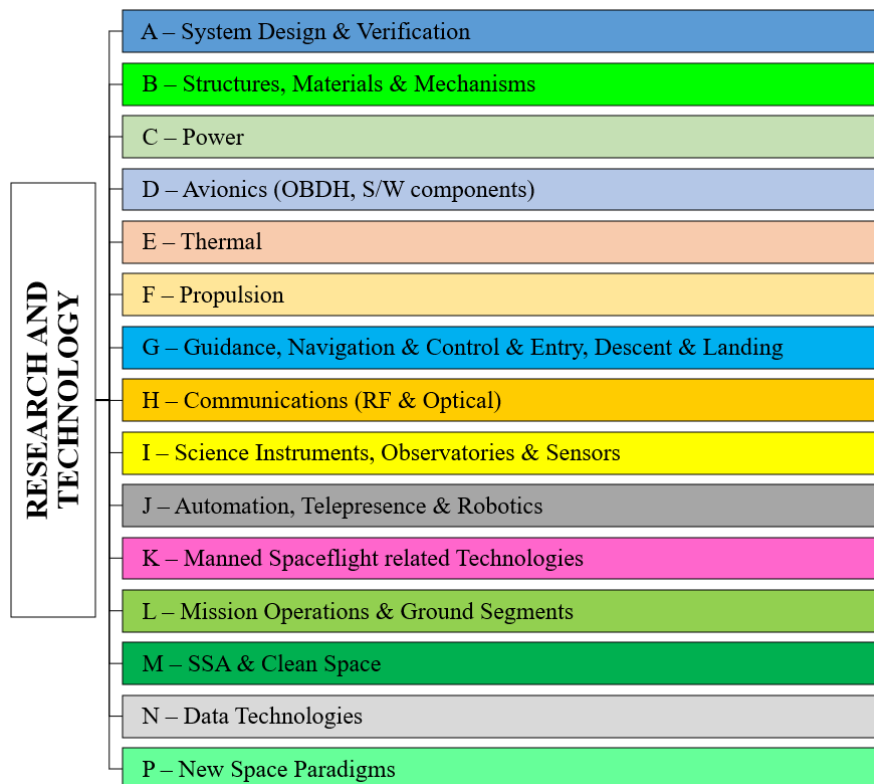 RESEARCH AND
TECHNOLOGY
A – System Design & Verification
B – Structures, Materials & Mechanisms
C – Power
D – Avionics (OBDH, S/W components)
E – Thermal
F – Propulsion
G – Guidance, Navigation & Control & Entry, Descent & Landing
H – Communications (RF & Optical)
I – Science Instruments, Observatories & Sensors
J – Automation, Telepresence & Robotics
K – Manned Spaceflight related Technologies
L – Mission Operations & Ground Segments
M – SSA & Clean Space
N – Data Technologies
P – New Space Paradigms